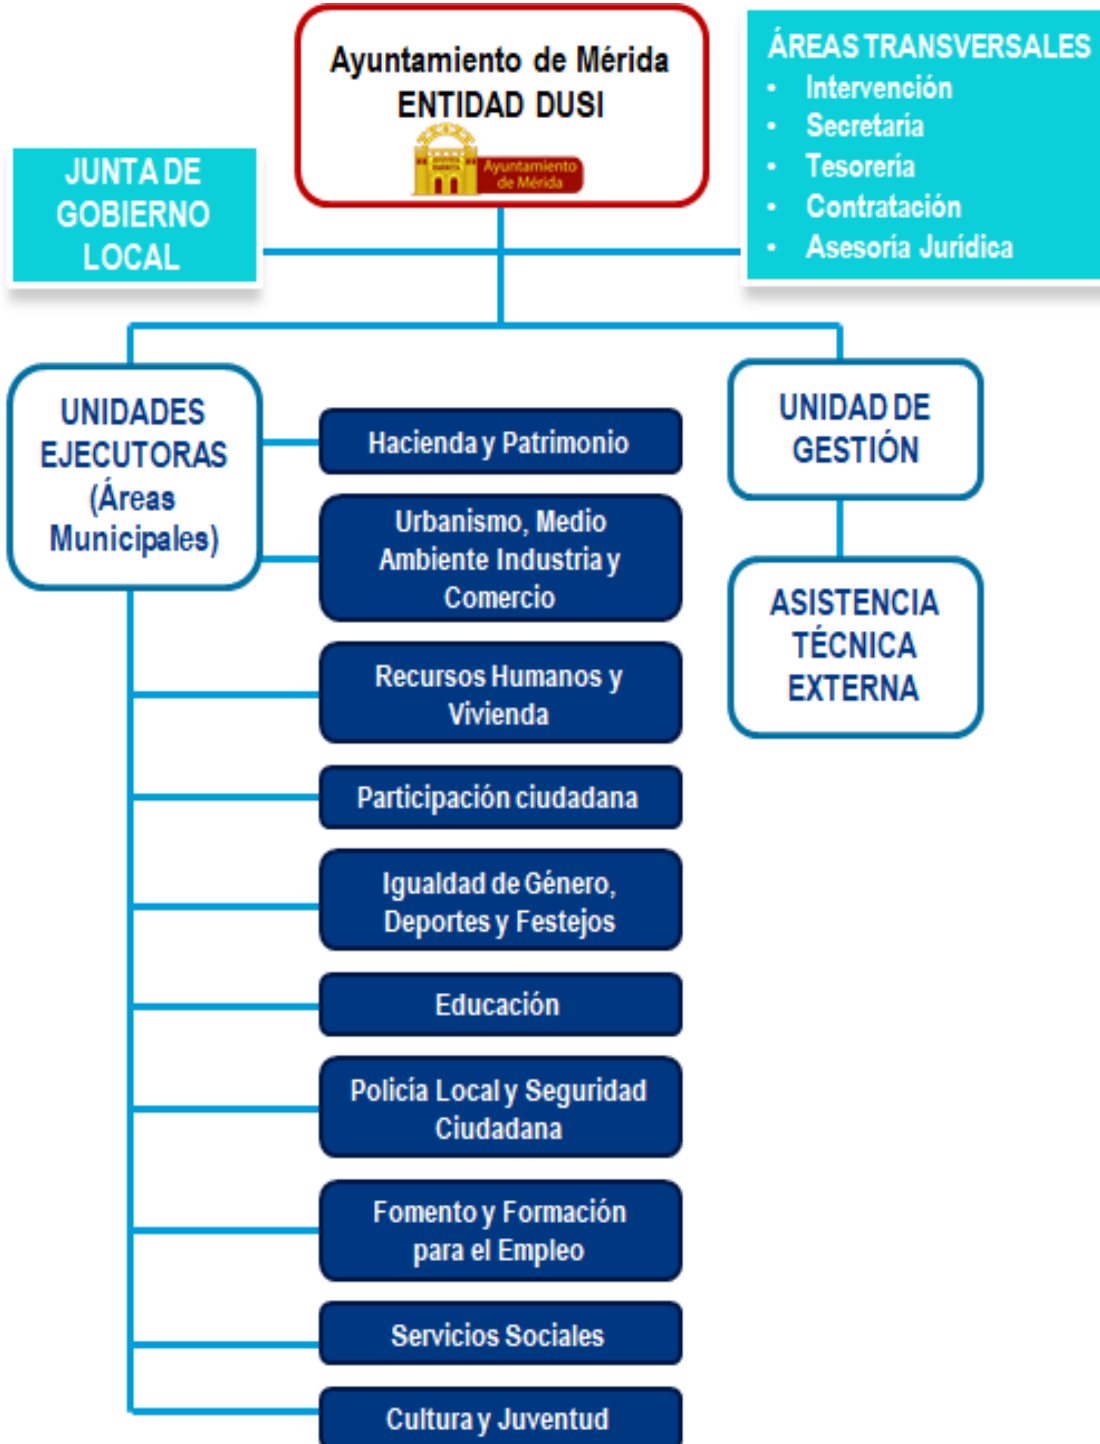 Ayuntamiento de Mérida
ENTIDAD DUSI
Ayuntamiento
de Mérida
ÁREAS TRANSVERSALES
• Intervención
• Secretaría
• Tesorería
• Contratación
• Asesoría Jurídica
JUNTA DE
GOBIERNO
LOCAL
UNIDADES
EJECUTORAS
(Áreas
Municipales)
Hacienda y Patrimonio
Urbanismo, Medio
Ambiente Industria y
Comercio
Recursos Humanos y
Vivienda
Participación ciudadana
Igualdad de Género,
Deportes y Festejos
Educación
Policía Local y Seguridad
Ciudadana
Fomento y Formación
para el Empleo
Servicios Sociales
Cultura y Juventud
UNIDAD DE
GESTIÓN
ASISTENCIA
TÉCNICA
EXTERNA